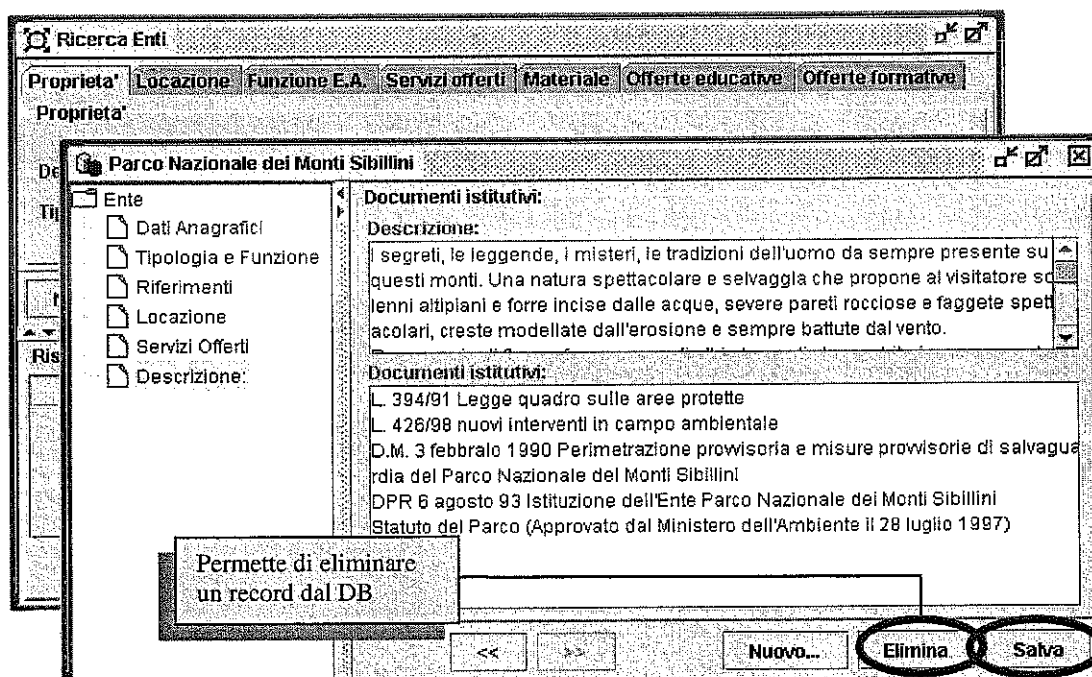 Ricerca Enti
Proprieta' Locazione Funzione E.A. Servizi offerti Materiale Offerte educative Offerte formative
Proprieta'
Parco Nazionale dei Monti Sibillini
De
Ente
Dati Anagrafici
Tipologia e Funzione
Riferimenti
Locazione
Servizi Offerti
Descrizione:
Ris
Documenti istitutivi:
Descrizione:
I segreti, le leggende, i misteri, le tradizioni dell'uomo da sempre presente su
questi monti. Una natura spettacolare e selvaggia che propone al visitatore so
lenni altipiani e forre incise dalle acque, severe pareti rocciose e faggete spett
acolari, creste modellate dall'erosione e sempre battute dal vento.
Documenti istitutivi:
L. 394/91 Legge quadro sulle aree protette
L. 426/98 nuovi interventi in campo ambientale
D.M. 3 febbraio 1990 Perimetrazione provvisoria e misure provvisorie di salvagua
rdia del Parco Nazionale dei Monti Sibillini
DPR 6 agosto 93 Istituzione dell'Ente Parco Nazionale dei Monti Sibillini
Statuto del Parco (Approvato dal Ministero dell'Ambiente il 28 luglio 1997)
Permette di eliminare
un record dal DB
<< >> Nuovo... Elimina Salva